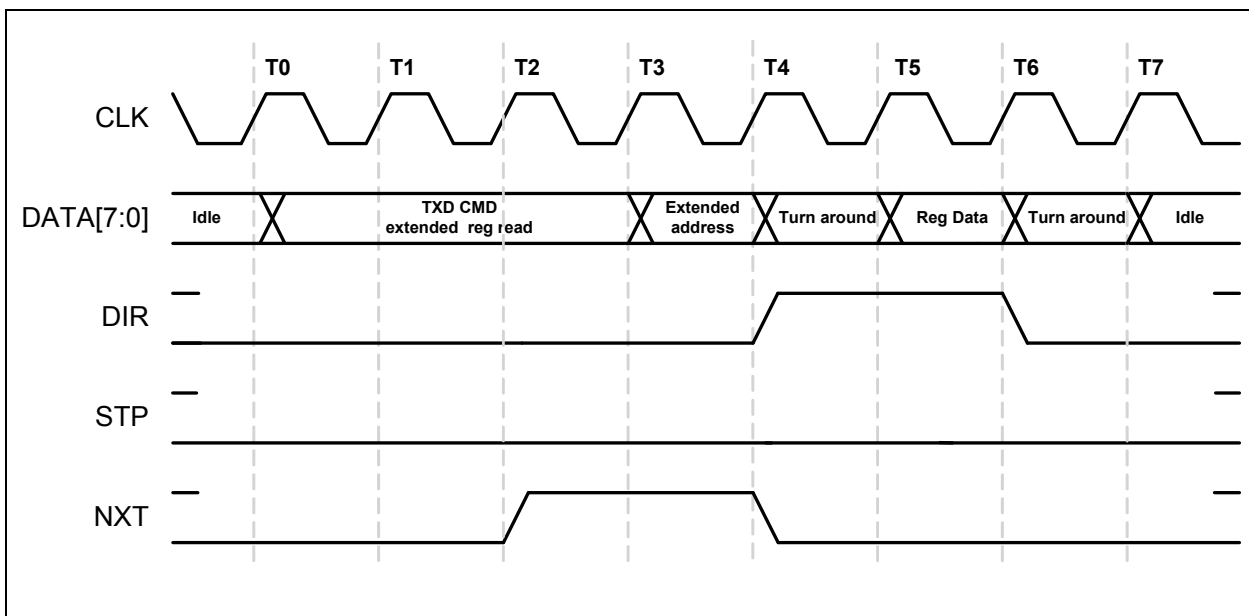 T0 T1 T2 T3 T4 T5 T6 T7
CLK
DATA[7:0]
Idle
TXD CMD
extended reg read
Extended
address
Turn around
Reg Data
Turn around
Idle
DIR
STP
NXT